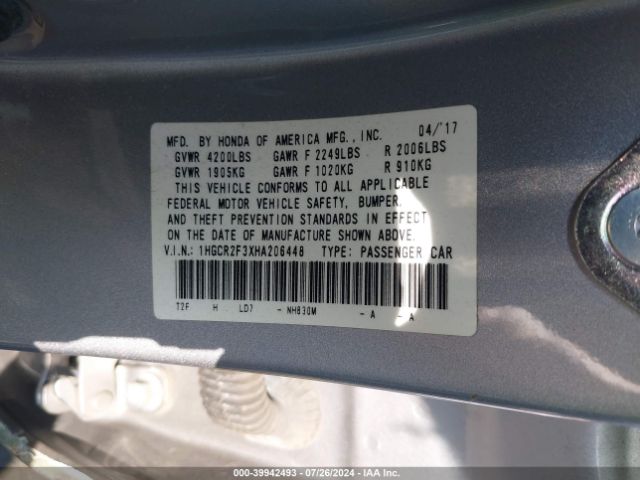 MFD. BY HONDA OF AMERICA MFG., INC. 04/'17
GVWR 4200LBS GAWR F 2249LBS R 2006LBS
GVWR 1905KG GAWR F 1020KG R 910KG
THIS VEHICLE CONFORMS TO ALL APPLICABLE
FEDERAL MOTOR VEHICLE SAFETY, BUMPER,
AND THEFT PREVENTION STANDARDS IN EFFECT
ON THE DATE OF MANUFACTURE SHOWN ABOVE.
V.I.N.: 1HGCR2F3XHA206448 TYPE: PASSENGER CAR
T2F H LD7 - NH830M - A - A
000-39942493 - 07/26/2024 - IAA Inc.